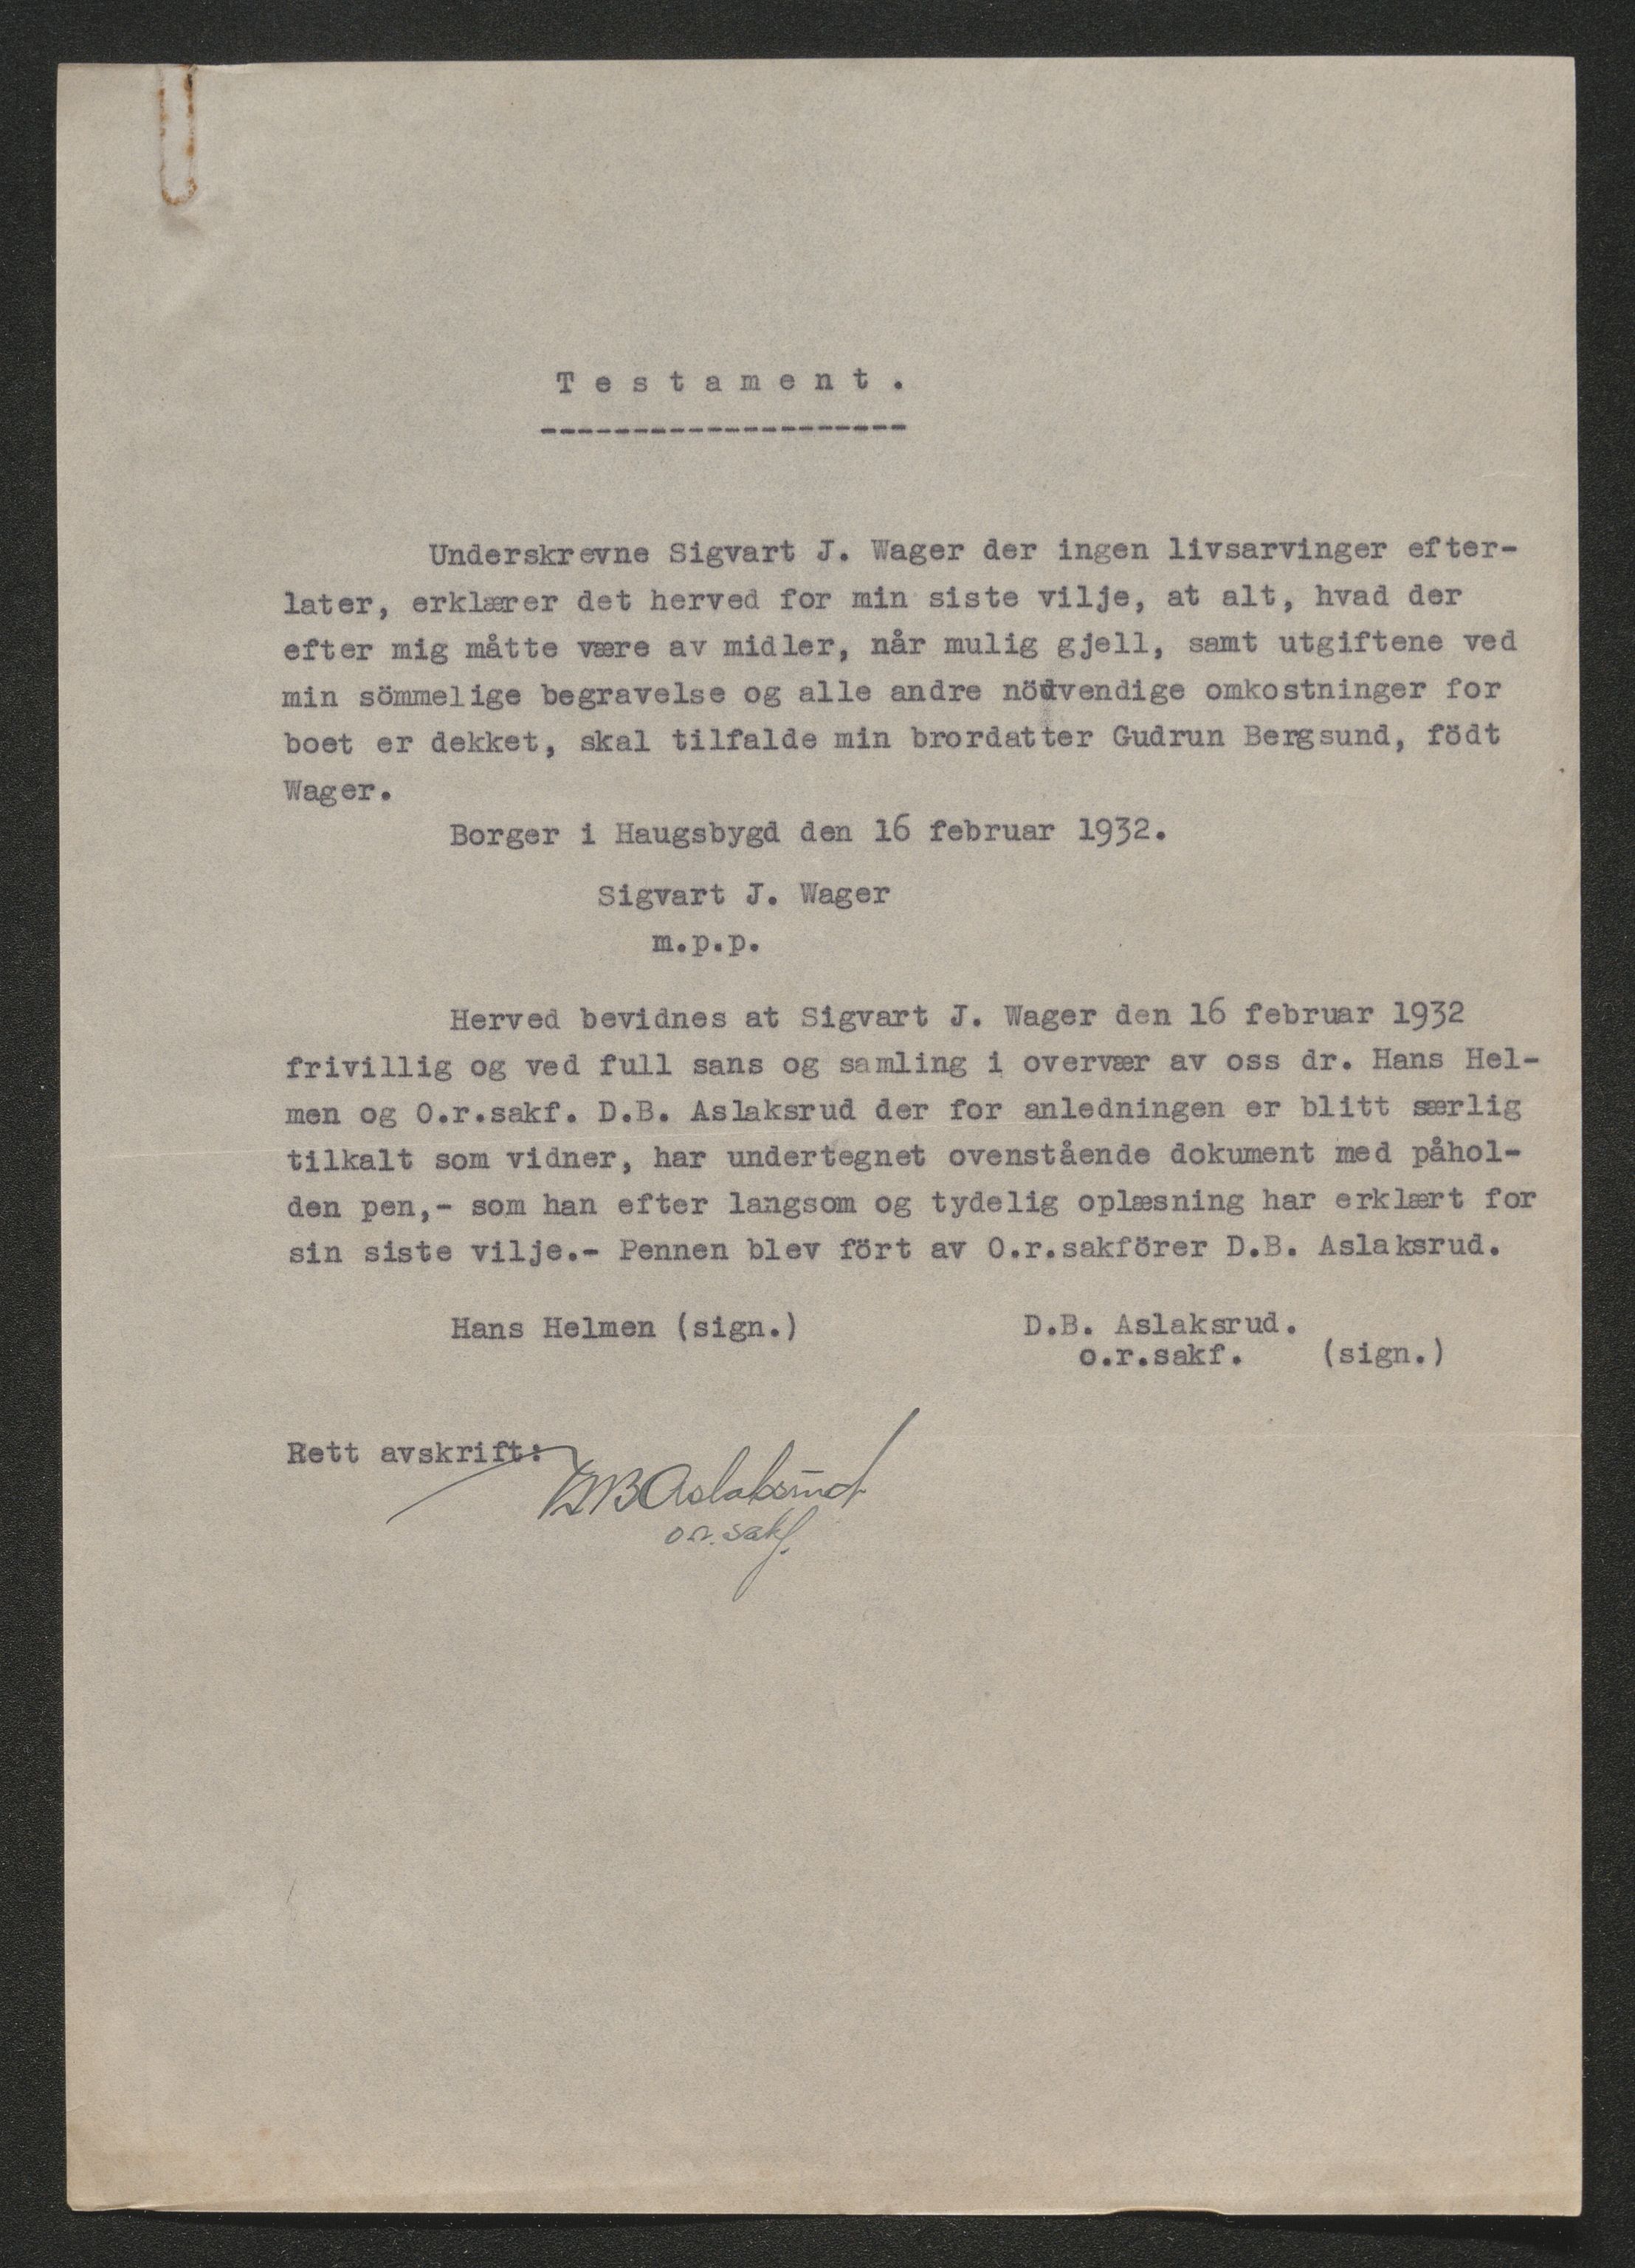 Testament.
--------------------
Underskrevne Sigvart J. Wager der ingen livsarvinger efter-
later, erklærer det herved for min siste vilje, at alt, hvad der
efter mig måtte være av midler, når mulig gjell, samt utgiftene ved
min sömmelige begravelse og alle andre nödvendige omkostninger for
boet er dekket, skal tilfalde min brordatter Gudrun Bergsund, födt
Wager.
Borger i Haugsbygd den 16 februar 1932.
Sigvart J. Wager
m.p.p.
Herved bevidnes at Sigvart J. Wager den 16 februar 1932
frivillig og ved full sans og samling i overvær av oss dr. Hans Hel-
men og O.r.sakf. D.B. Aslaksrud der for anledningen er blitt særlig
tilkalt som vidner, har undertegnet ovenstående dokument med påhol-
den pen,- som han efter langsom og tydelig oplæsning har erklært for
sin siste vilje.- Pennen blev fört av O.r.sakförer D.B. Aslaksrud.
Hans Helmen (sign.) D.B. Aslaksrud.
o.r.sakf. (sign.)
Rett avskrift:
DB Aslaksrud
o.r. sakf.